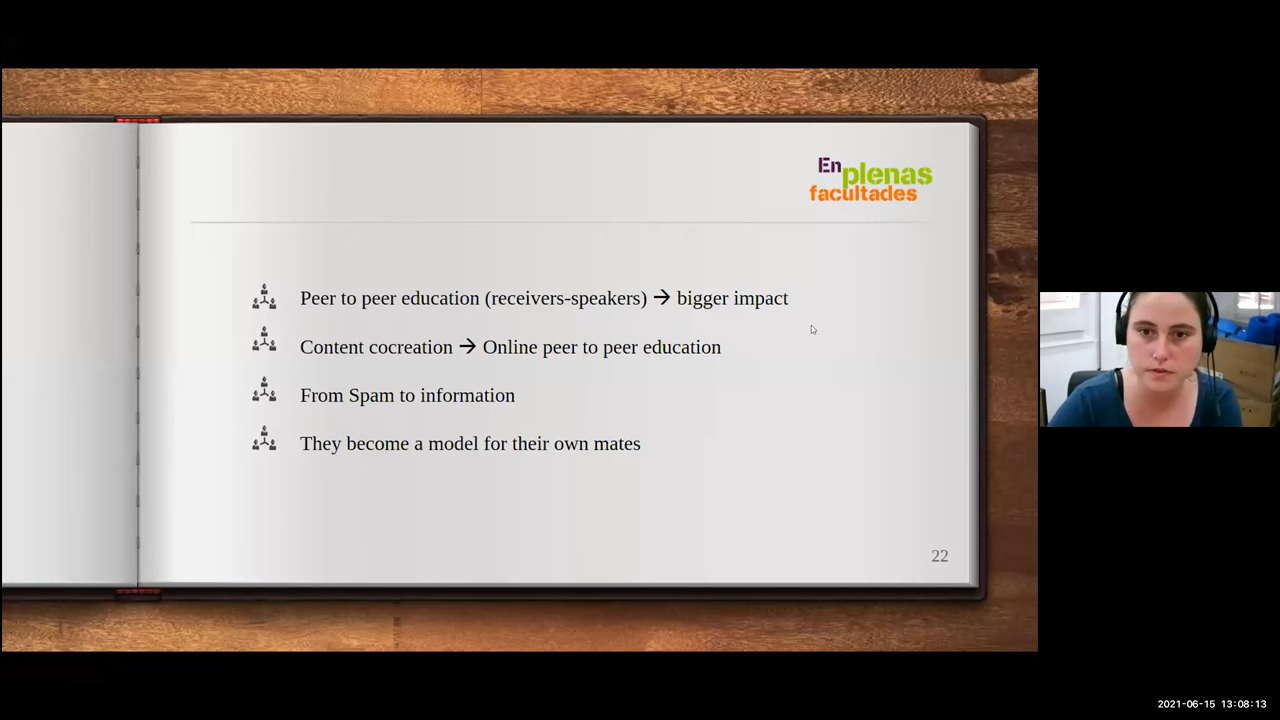 En
plenas
facultades
Peer to peer education (receivers-speakers) → bigger impact
Content cocreation → Online peer to peer education
From Spam to information
They become a model for their own mates
22
2021-06-15 13:08:13